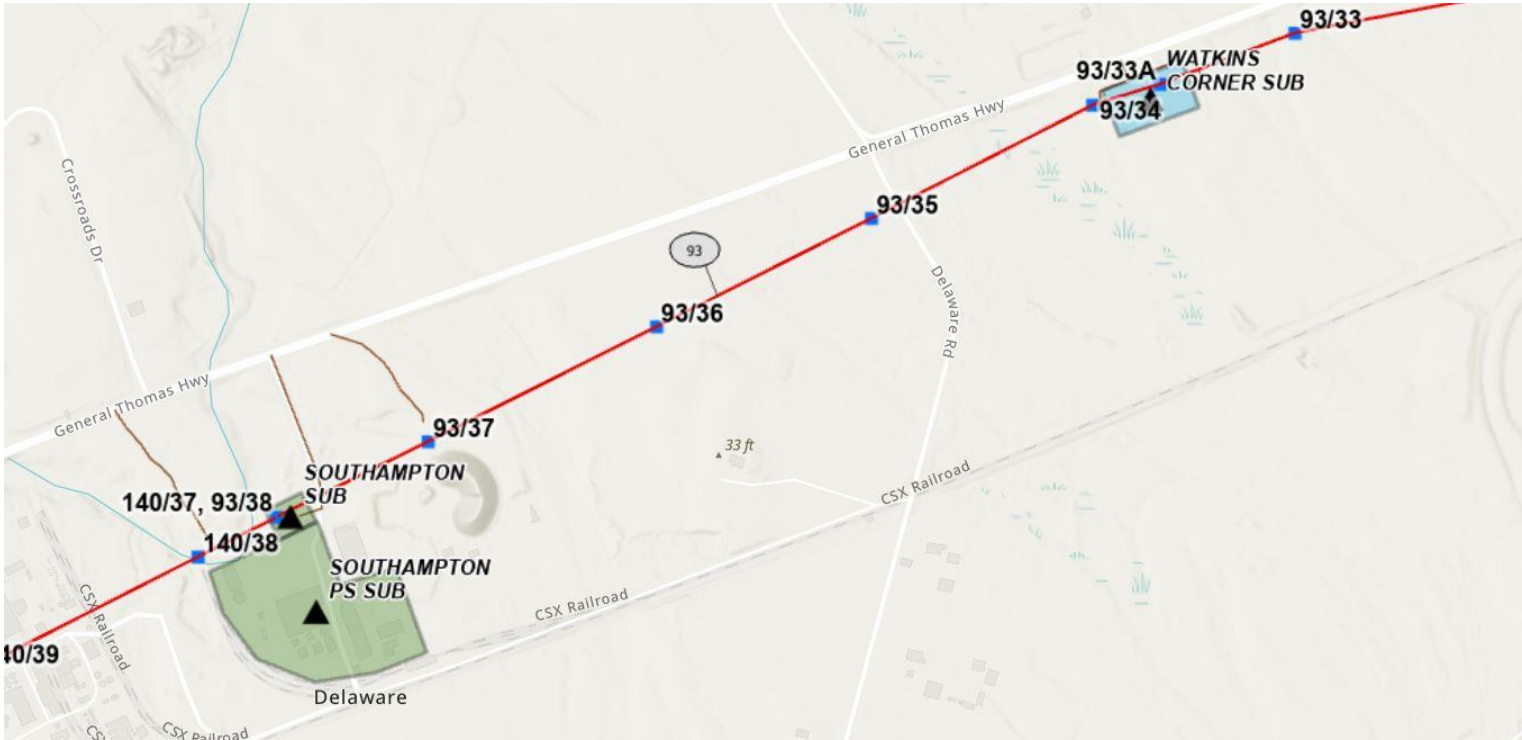 93/33
WATKINS
CORNER SUB
93/33A
93/34
General Thomas Hwy
93/35
Crossroads Dr
93
Delaware Rd
93/36
General Thomas Hwy
93/37
33 ft
SOUTHAMPTON
SUB
CSX Railroad
140/37, 93/38
140/38
SOUTHAMPTON
PS SUB
CSX Railroad
CSX Railroad
40/39
Delaware
CSX Railroad
CSX